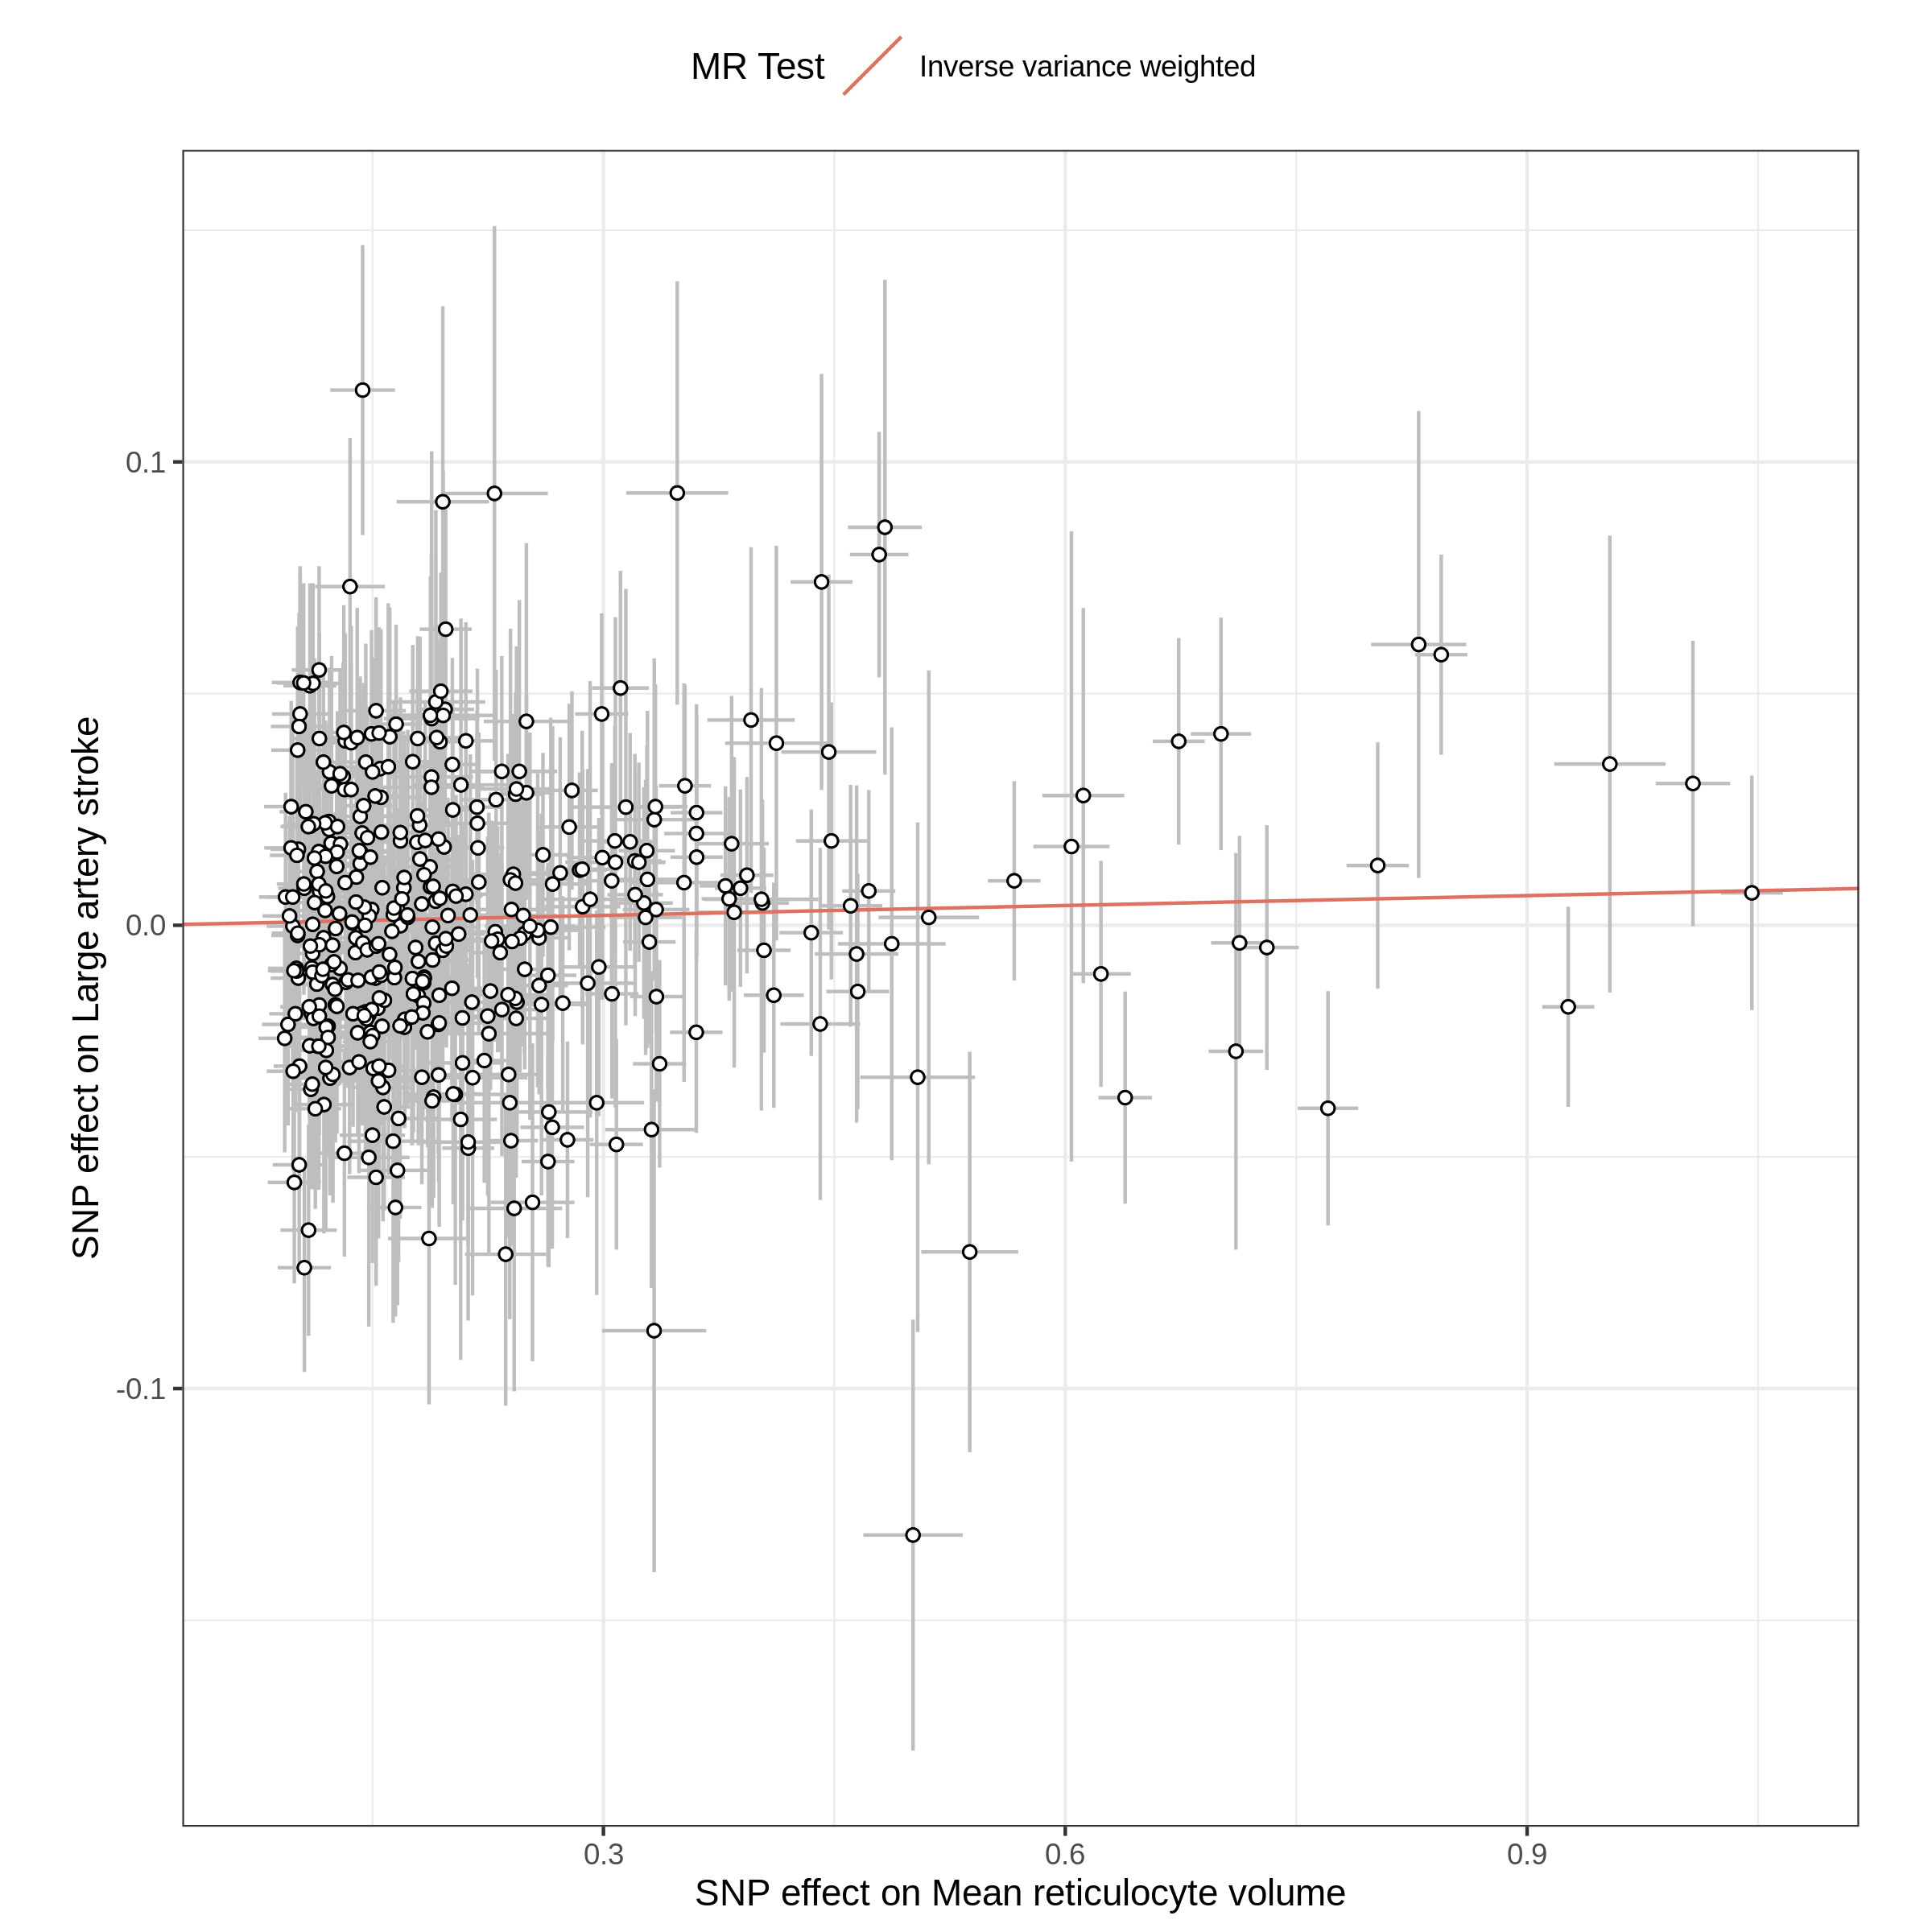 MR Test Inverse variance weighted
SNP effect on Large artery stroke
0.1
0.0
-0.1
0.3 0.6 0.9
SNP effect on Mean reticulocyte volume